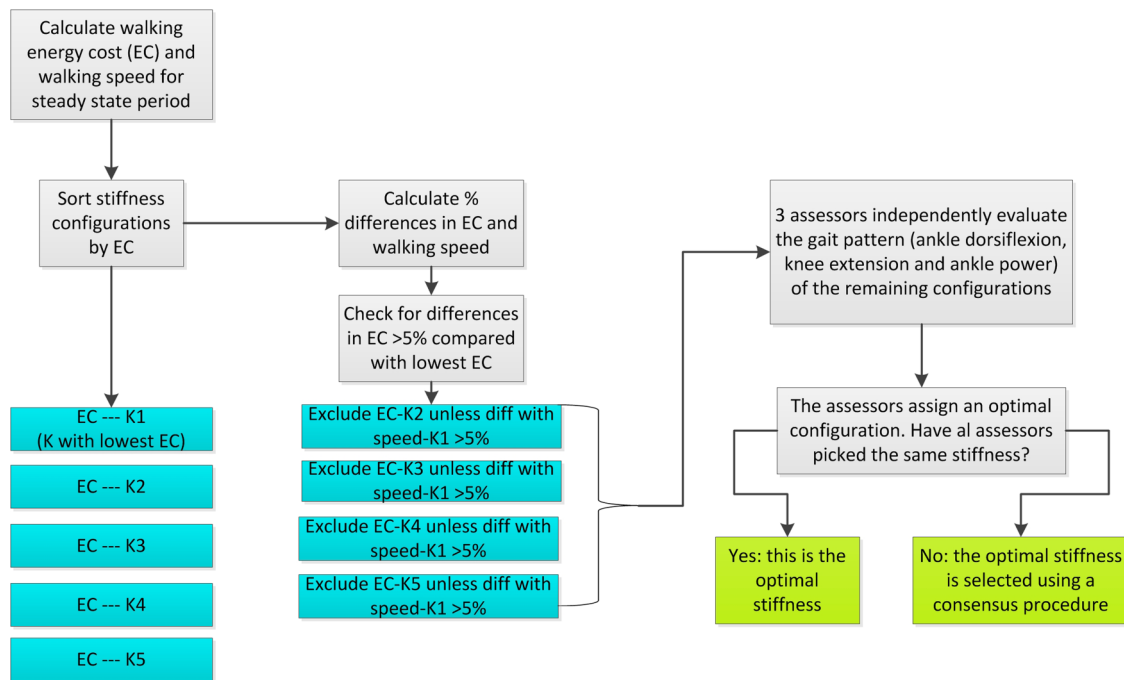 Calculate walking
energy cost (EC) and
walking speed for
steady state period
Sort stiffness
configurations
by EC
EC --- K1
(K with lowest EC)
EC --- K2
EC --- K3
EC --- K4
EC --- K5
Calculate %
differences in EC and
walking speed
Check for differences
in EC >5% compared
with lowest EC
Exclude EC-K2 unless diff with
speed-K1 >5%
Exclude EC-K3 unless diff with
speed-K1 >5%
Exclude EC-K4 unless diff with
speed-K1 >5%
Exclude EC-K5 unless diff with
speed-K1 >5%
3 assessors independently evaluate
the gait pattern (ankle dorsiflexion,
knee extension and ankle power)
of the remaining configurations
The assessors assign an optimal
configuration. Have al assessors
picked the same stiffness?
Yes: this is the
optimal
stiffness
No: the optimal stiffness
is selected using a
consensus procedure